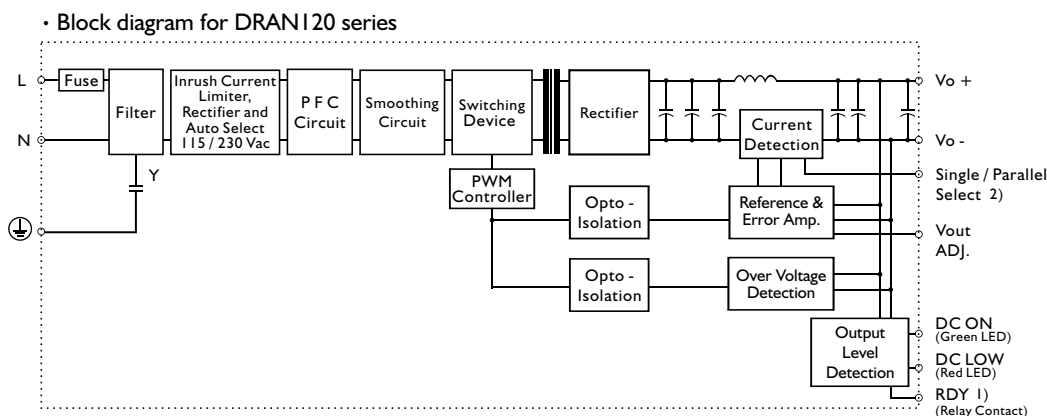 · Block diagram for DRAN120 series
L
Fuse
N
Filter
Y
Inrush Current
Limiter,
Rectifier and
Auto Select
115 / 230 Vac
P F C
Circuit
Smoothing
Circuit
Switching
Device
Rectifier
Current
Detection
Vo +
Vo -
PWM
Controller
Opto -
Isolation
Reference &
Error Amp.
Single / Parallel
Select 2)
Vout
ADJ.
Opto -
Isolation
Over Voltage
Detection
Output
Level
Detection
DC ON
(Green LED)
DC LOW
(Red LED)
RDY 1)
(Relay Contact)